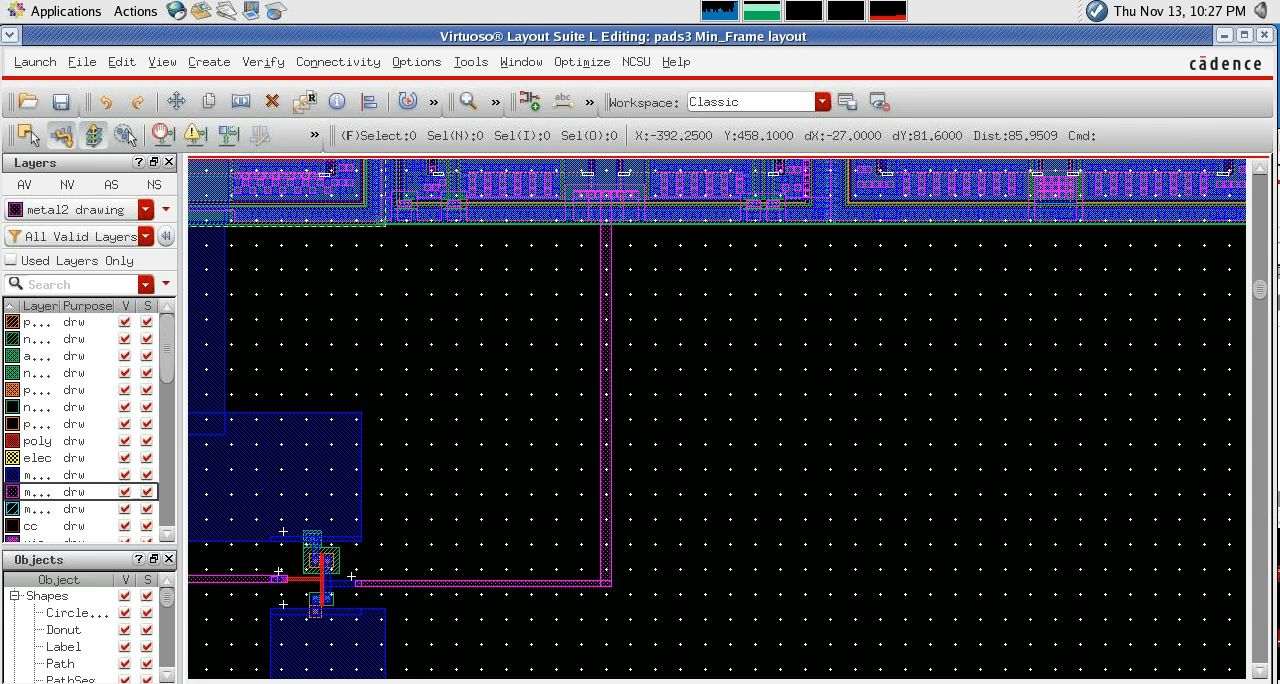 Applications Actions Thu Nov 13, 10:27 PM
Virtuoso® Layout Suite L Editing: pads3 Min_Frame layout
Launch File Edit View Create Verify Connectivity Options Tools Window Optimize NCSU Help cādence
R » » abc » Workspace: Classic
» (F)Select:0 Sel(N):0 Sel(I):0 Sel(O):0 X:-392.2500 Y:458.1000 dX:-27.0000 dY:81.6000 Dist:85.9509 Cmd:
Layers ?
AV NV AS NS
metal2 drawing
All Valid Layers
Used Layers Only
Search
Layer Purpose V S
p... drw
n... drw
a... drw
n... drw
p... drw
n... drw
p... drw
poly drw
elec drw
m... drw
m... drw
m... drw
cc drw
Objects ?
Object V S
Shapes
Circle...
Donut
Label
Path
PathSeg